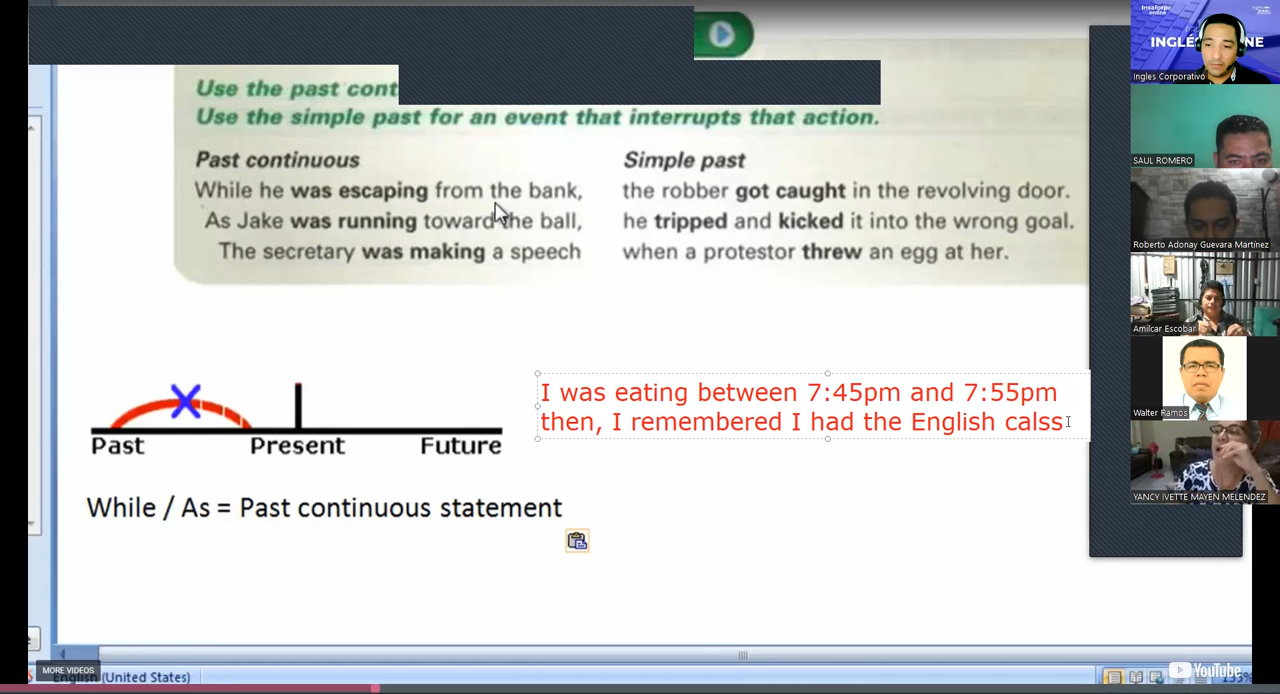 Use the past cont
Use the simple past for an event that interrupts that action.
Past continuous
Simple past
While he was escaping from the bank,
the robber got caught in the revolving door.
As Jake was running toward the ball,
he tripped and kicked it into the wrong goal.
The secretary was making a speech
when a protestor threw an egg at her.
I was eating between 7:45pm and 7:55pm
then, I remembered I had the English calss
Past Present Future
While / As = Past continuous statement
MORE VIDEOS
English (United States)
YouTube
Insaforp
online
Ingles Corporativo
SAUL ROMERO
Roberto Adonay Guevara Martínez
Amilcar Escobar
Walter Ramos
YANCY IVETTE MAYEN MELENDEZ